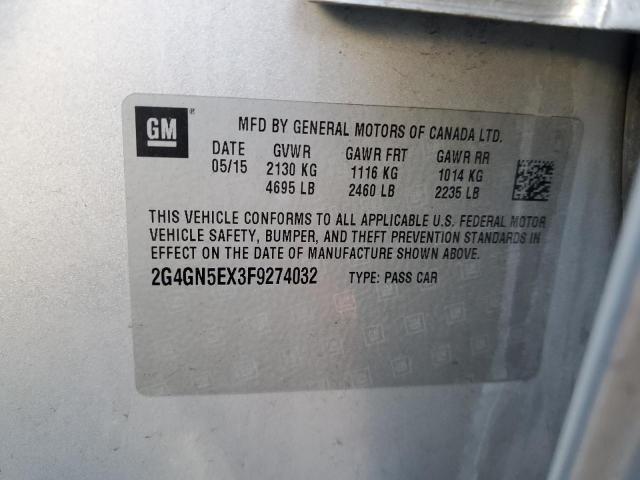 GM
MFD BY GENERAL MOTORS OF CANADA LTD.
DATE GVWR GAWR FRT GAWR RR
05/15 2130 KG 1116 KG 1014 KG
4695 LB 2460 LB 2235 LB
THIS VEHICLE CONFORMS TO ALL APPLICABLE U.S. FEDERAL MOTOR
VEHICLE SAFETY, BUMPER, AND THEFT PREVENTION STANDARDS IN
EFFECT ON THE DATE OF MANUFACTURE SHOWN ABOVE.
2G4GN5EX3F9274032 TYPE: PASS CAR